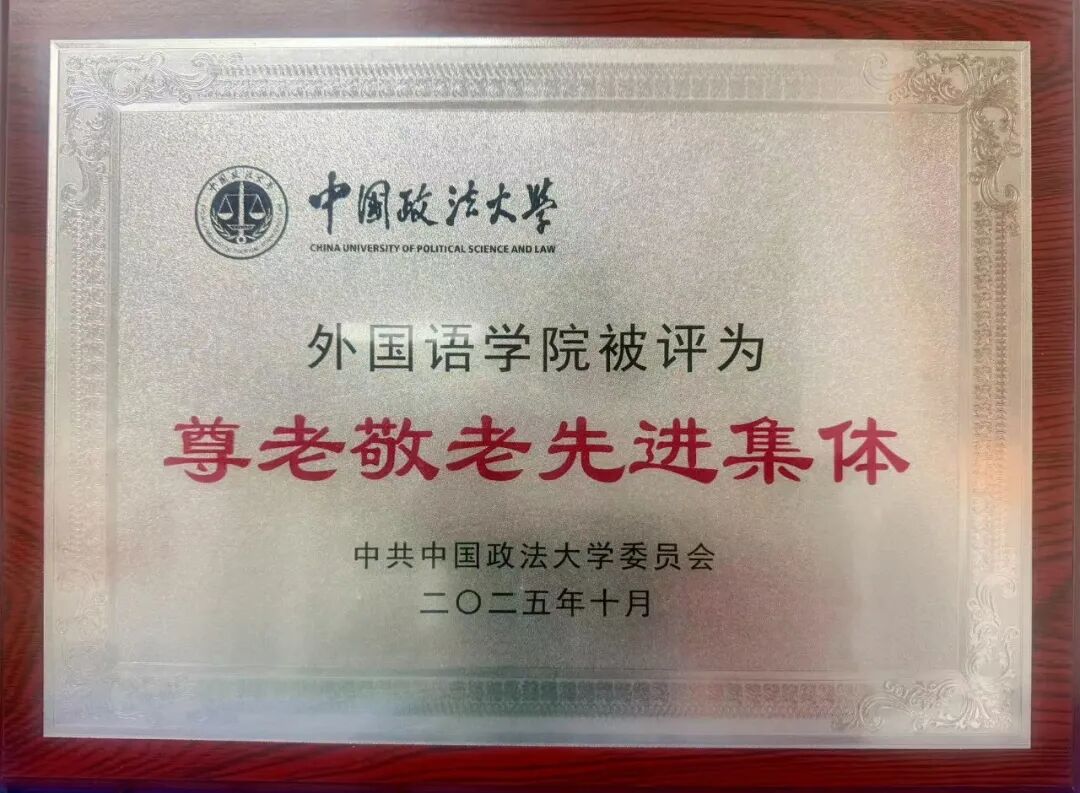 中国政法大学
CHINA UNIVERSITY OF POLITICAL SCIENCE AND LAW
外国语学院被评为
尊老敬老先进集体
中共中国政法大学委员会
二〇二五年十月